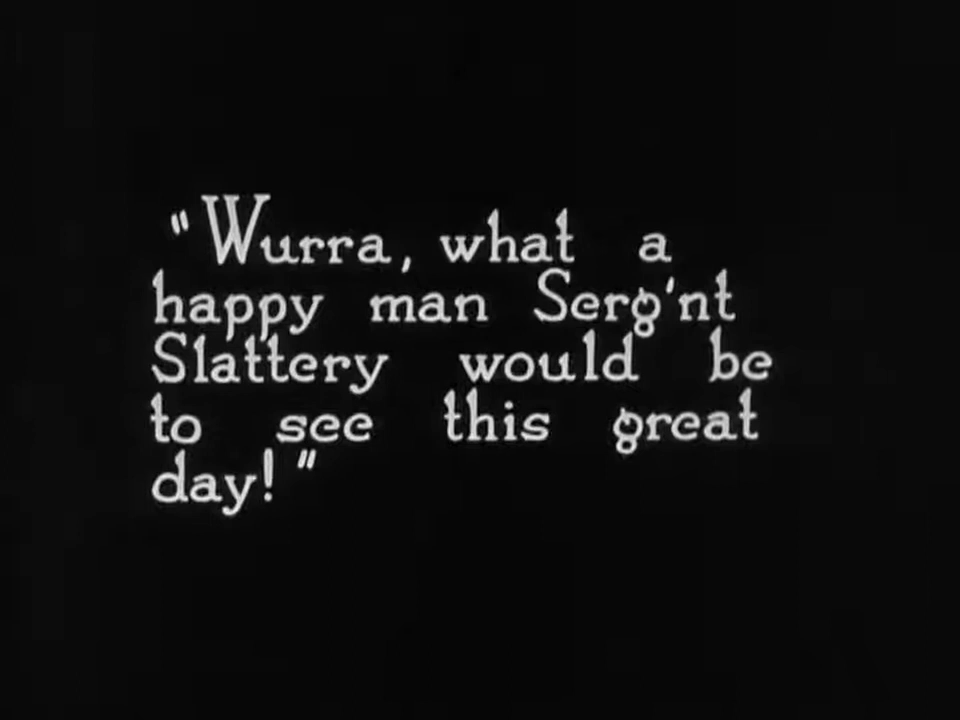 "Wurra, what a
happy man Serg'nt
Slattery would be
to see this great
day!"